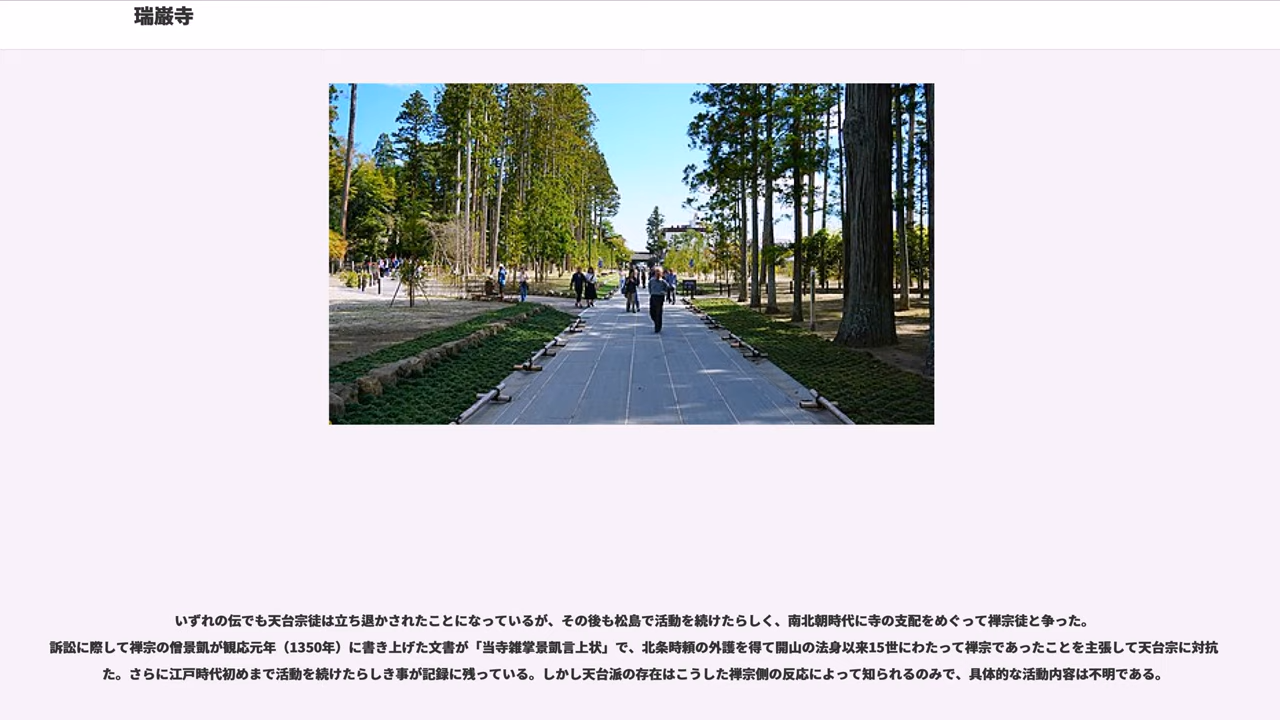 瑞巌寺
いずれの伝でも天台宗徒は立ち退かされたことになっているが、その後も松島で活動を続けたらしく、南北朝時代に寺の支配をめぐって禅宗徒と争った。
訴訟に際して禅宗の僧景凱が観応元年（1350年）に書き上げた文書が「当寺雑掌景凱言上状」で、北条時頼の外護を得て開山の法身以来15世にわたって禅宗であったことを主張して天台宗に対抗
た。さらに江戸時代初めまで活動を続けたらしき事が記録に残っている。しかし天台派の存在はこうした禅宗側の反応によって知られるのみで、具体的な活動内容は不明である。